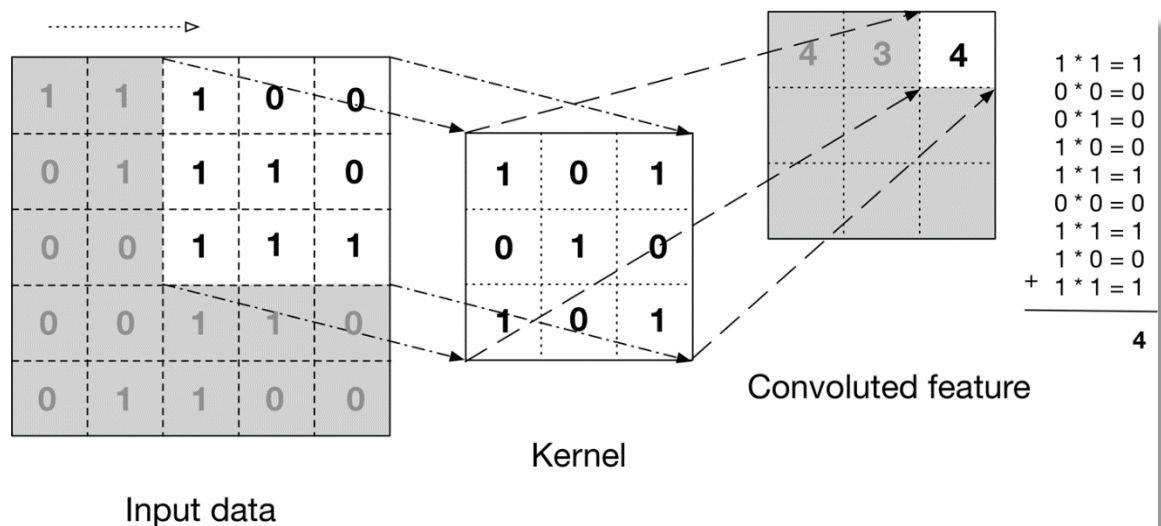 1 1 1 0 0
0 1 1 1 0
0 0 1 1 1
0 0 1 1 0
0 1 1 0 0
Input data
1 0 1
0 1 0
1 0 1
Kernel
4 3 4
Convoluted feature
1 * 1 = 1
0 * 0 = 0
0 * 1 = 0
1 * 0 = 0
1 * 1 = 1
0 * 0 = 0
1 * 1 = 1
1 * 0 = 0
+ 1 * 1 = 1
4